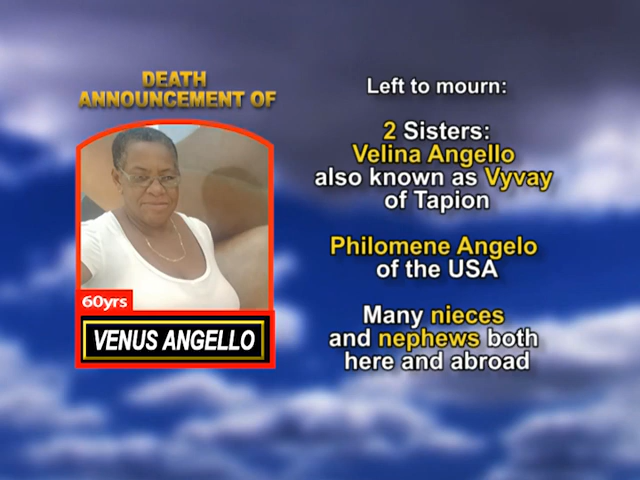 DEATH
ANNOUNCEMENT OF
60yrs
VENUS ANGELLO
Left to mourn:
2 Sisters:
Velina Angello
also known as Vyvay
of Tapion
Philomene Angelo
of the USA
Many nieces
and nephews both
here and abroad